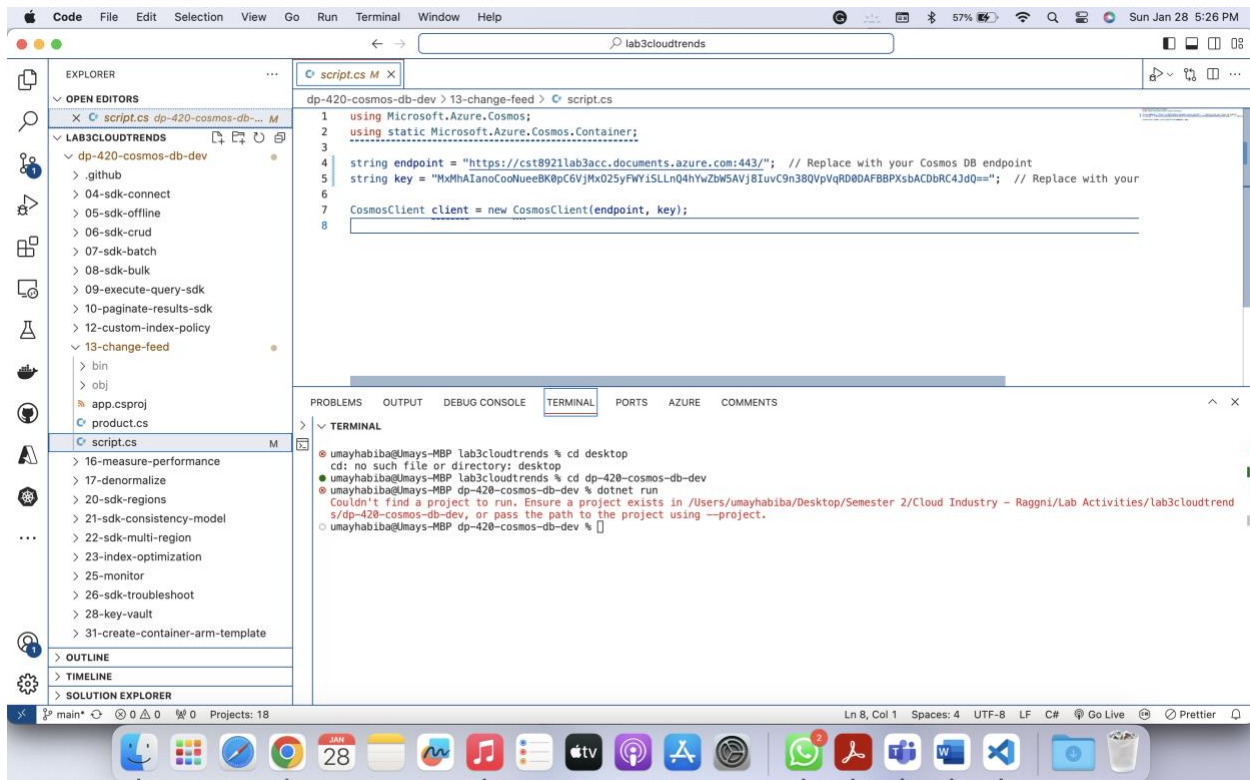 Code File Edit Selection View Go Run Terminal Window Help 57% Sun Jan 28 5:26 PM
lab3cloudtrends
EXPLORER
OPEN EDITORS
script.cs dp-420-cosmos-db-... M
LAB3CLOUDTRENDS
dp-420-cosmos-db-dev
.github
04-sdk-connect
05-sdk-offline
06-sdk-crud
07-sdk-batch
08-sdk-bulk
09-execute-query-sdk
10-paginate-results-sdk
12-custom-index-policy
13-change-feed
bin
obj
app.csproj
product.cs
script.cs M
16-measure-performance
17-denormalize
20-sdk-regions
21-sdk-consistency-model
22-sdk-multi-region
23-index-optimization
25-monitor
26-sdk-troubleshoot
28-key-vault
31-create-container-arm-template
OUTLINE
TIMELINE
SOLUTION EXPLORER
1
1
script.cs M
dp-420-cosmos-db-dev > 13-change-feed > script.cs
1 using Microsoft.Azure.Cosmos;
2 using static Microsoft.Azure.Cosmos.Container;
3
4 string endpoint = "https://cst8921lab3acc.documents.azure.com:443/"; // Replace with your Cosmos DB endpoint
5 string key = // Replace with your
6
7 CosmosClient client = new CosmosClient(endpoint, key);
8
PROBLEMS OUTPUT DEBUG CONSOLE TERMINAL PORTS AZURE COMMENTS
TERMINAL
umayhabiba@Umays-MBP lab3cloudtrends % cd desktop
cd: no such file or directory: desktop
umayhabiba@Umays-MBP lab3cloudtrends % cd dp-420-cosmos-db-dev
umayhabiba@Umays-MBP dp-420-cosmos-db-dev % dotnet run
Couldn't find a project to run. Ensure a project exists in /Users/umayhabiba/Desktop/Semester 2/Cloud Industry - Raggni/Lab Activities/lab3cloudtrend
s/dp-420-cosmos-db-dev, or pass the path to the project using --project.
umayhabiba@Umays-MBP dp-420-cosmos-db-dev %
main* 0 0 0 Projects: 18 Ln 8, Col 1 Spaces: 4 UTF-8 LF C# Go Live Prettier
JAN
28
tv
2